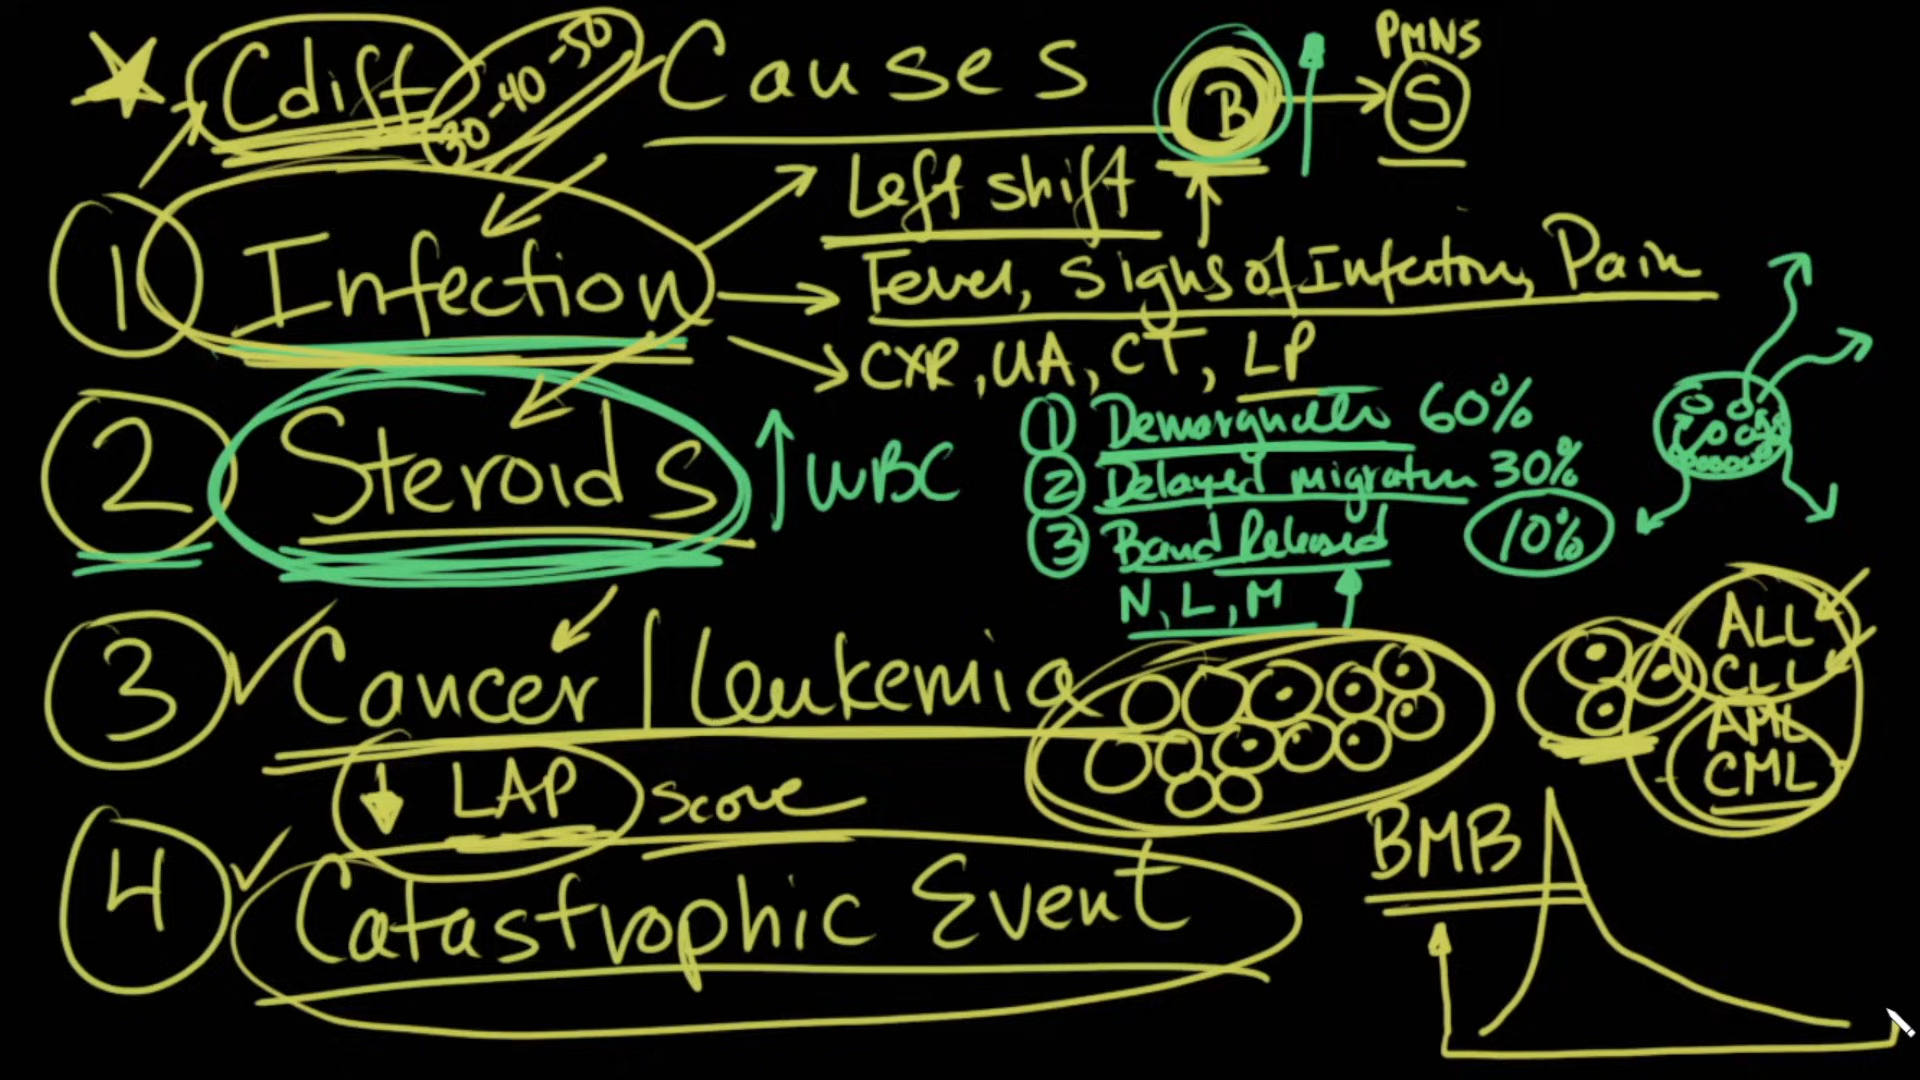 Cdiff 30-40-50 Causes B → S PMNS
Left shift
1 Infection
Fever, Signs of Infection, Pain
CXR, UA, CT, LP
2 Steroids ↑ WBC
1 Demargination 60%
2 Delayed migration 30%
3 Band Released 10%
N, L, M
3 Cancer / Leukemia
ALL
CLL
AML
CML
↓ LAP Score
BMB
4 Catastrophic Event